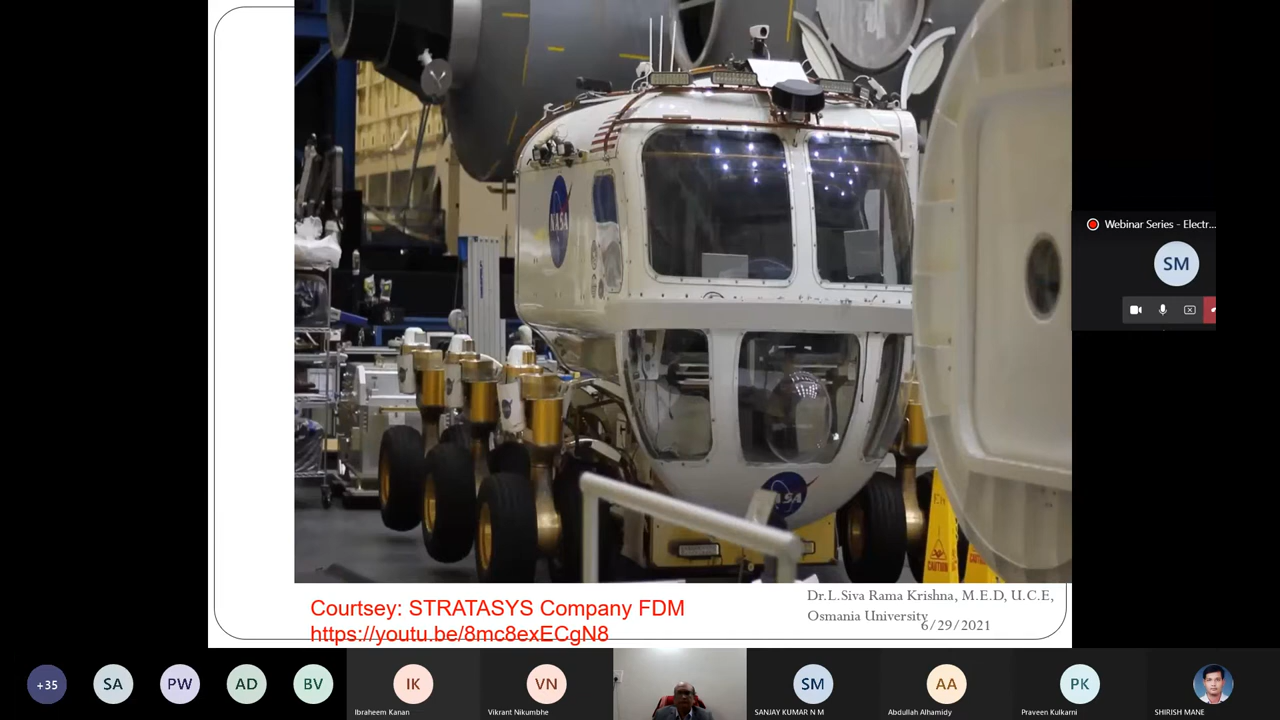 NASA
NASA
CAUTION
Webinar Series - Electr...
SM
Courtsey: STRATASYS Company FDM
https://youtu.be/8mc8exECgN8
Dr.L.Siva Rama Krishna, M.E.D, U.C.E,
Osmania University
6/29/2021
+35
SA
PW
AD
BV
IK
VN
SM
AA
PK
Ibraheem Kanan
Vikrant Nikumbhe
SANJAY KUMAR N M
Abdullah Alhamidy
Praveen Kulkarni
SHIRISH MANE